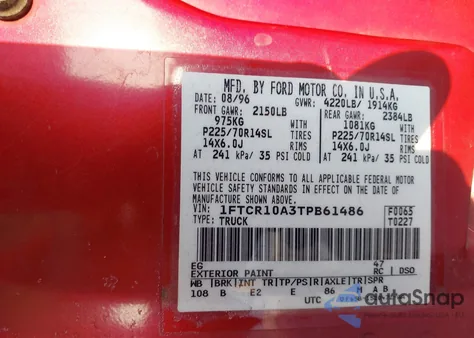 MFD. BY FORD MOTOR CO. IN U.S.A.
DATE: 08/96 GVWR: 4220LB/ 1914KG
FRONT GAWR: 2150LB REAR GAWR: 2384LB
975KG WITH 1081KG WITH
P225/70R14SL TIRES P225/70R14SL TIRES
14X6.0J RIMS 14X6.0J RIMS
AT 241 kPa/ 35 PSI COLD AT 241 kPa/ 35 PSI COLD
THIS VEHICLE CONFORMS TO ALL APPLICABLE FEDERAL MOTOR
VEHICLE SAFETY STANDARDS IN EFFECT ON THE DATE OF
MANUFACTURE SHOWN ABOVE.
VIN: 1FTCR10A3TPB61486 F0065
TYPE: TRUCK T0227
EG 47
EXTERIOR PAINT RC DSO
WB BRK INT TR TP/PS R AXLE TR SPR
108 B E2 E 86 M A B
UTC
autoSnap